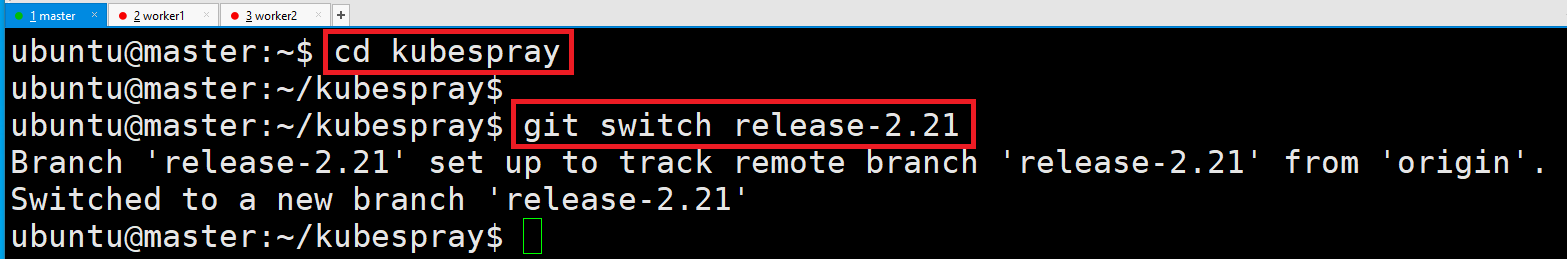 1 master × 2 worker1 × 3 worker2 × +
ubuntu@master:~$ cd kubespray
ubuntu@master:~/kubespray$
ubuntu@master:~/kubespray$ git switch release-2.21
Branch 'release-2.21' set up to track remote branch 'release-2.21' from 'origin'.
Switched to a new branch 'release-2.21'
ubuntu@master:~/kubespray$